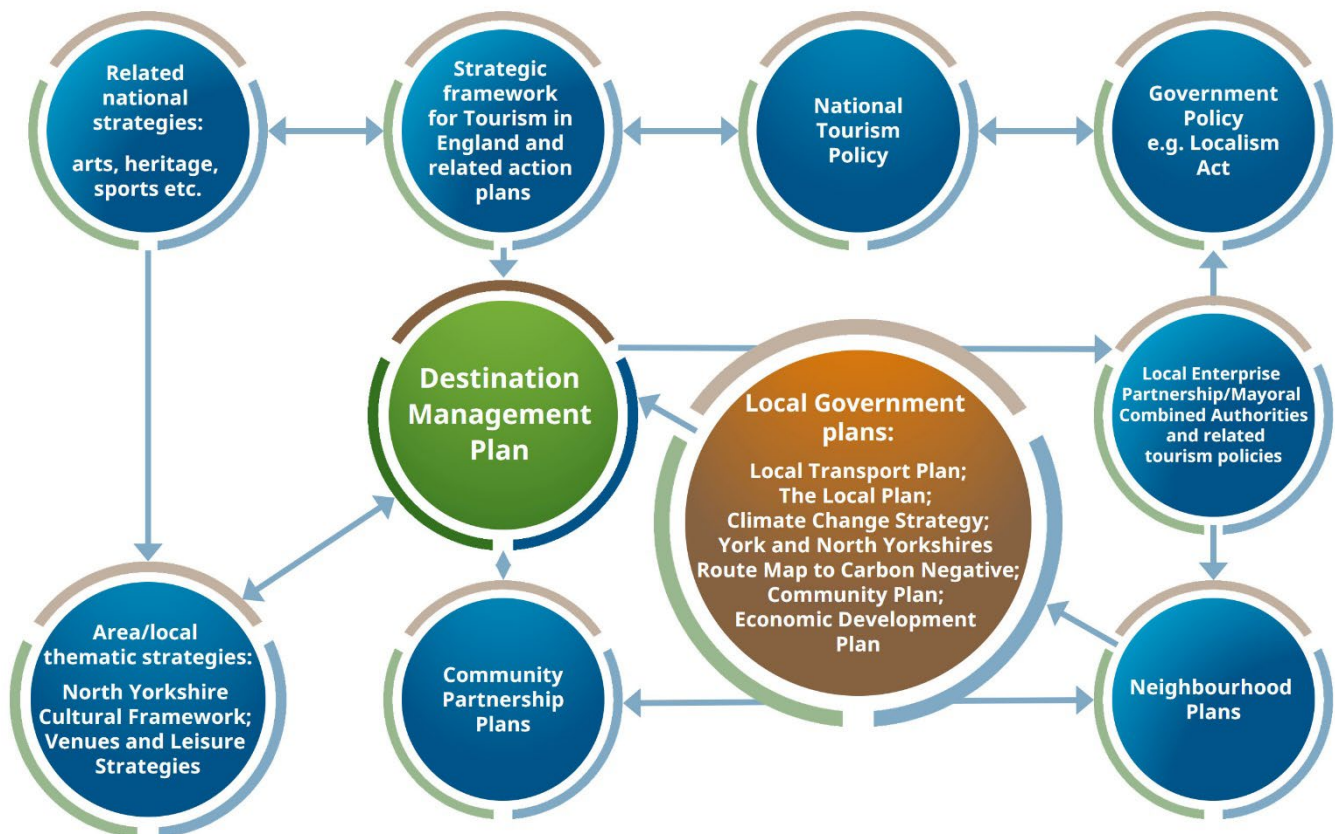 Related
national
strategies:
arts, heritage,
sports etc.
Strategic
framework
for Tourism in
England and
related action
plans
National
Tourism
Policy
Government
Policy
e.g. Localism
Act
Destination
Management
Plan
Local Government
plans:
Local Transport Plan;
The Local Plan;
Climate Change Strategy;
York and North Yorkshires
Route Map to Carbon Negative;
Community Plan;
Economic Development
Plan
Local Enterprise
Partnership/Mayoral
Combined Authorities
and related
tourism policies
Area/local
thematic strategies:
North Yorkshire
Cultural Framework;
Venues and Leisure
Strategies
Community
Partnership
Plans
Neighbourhood
Plans